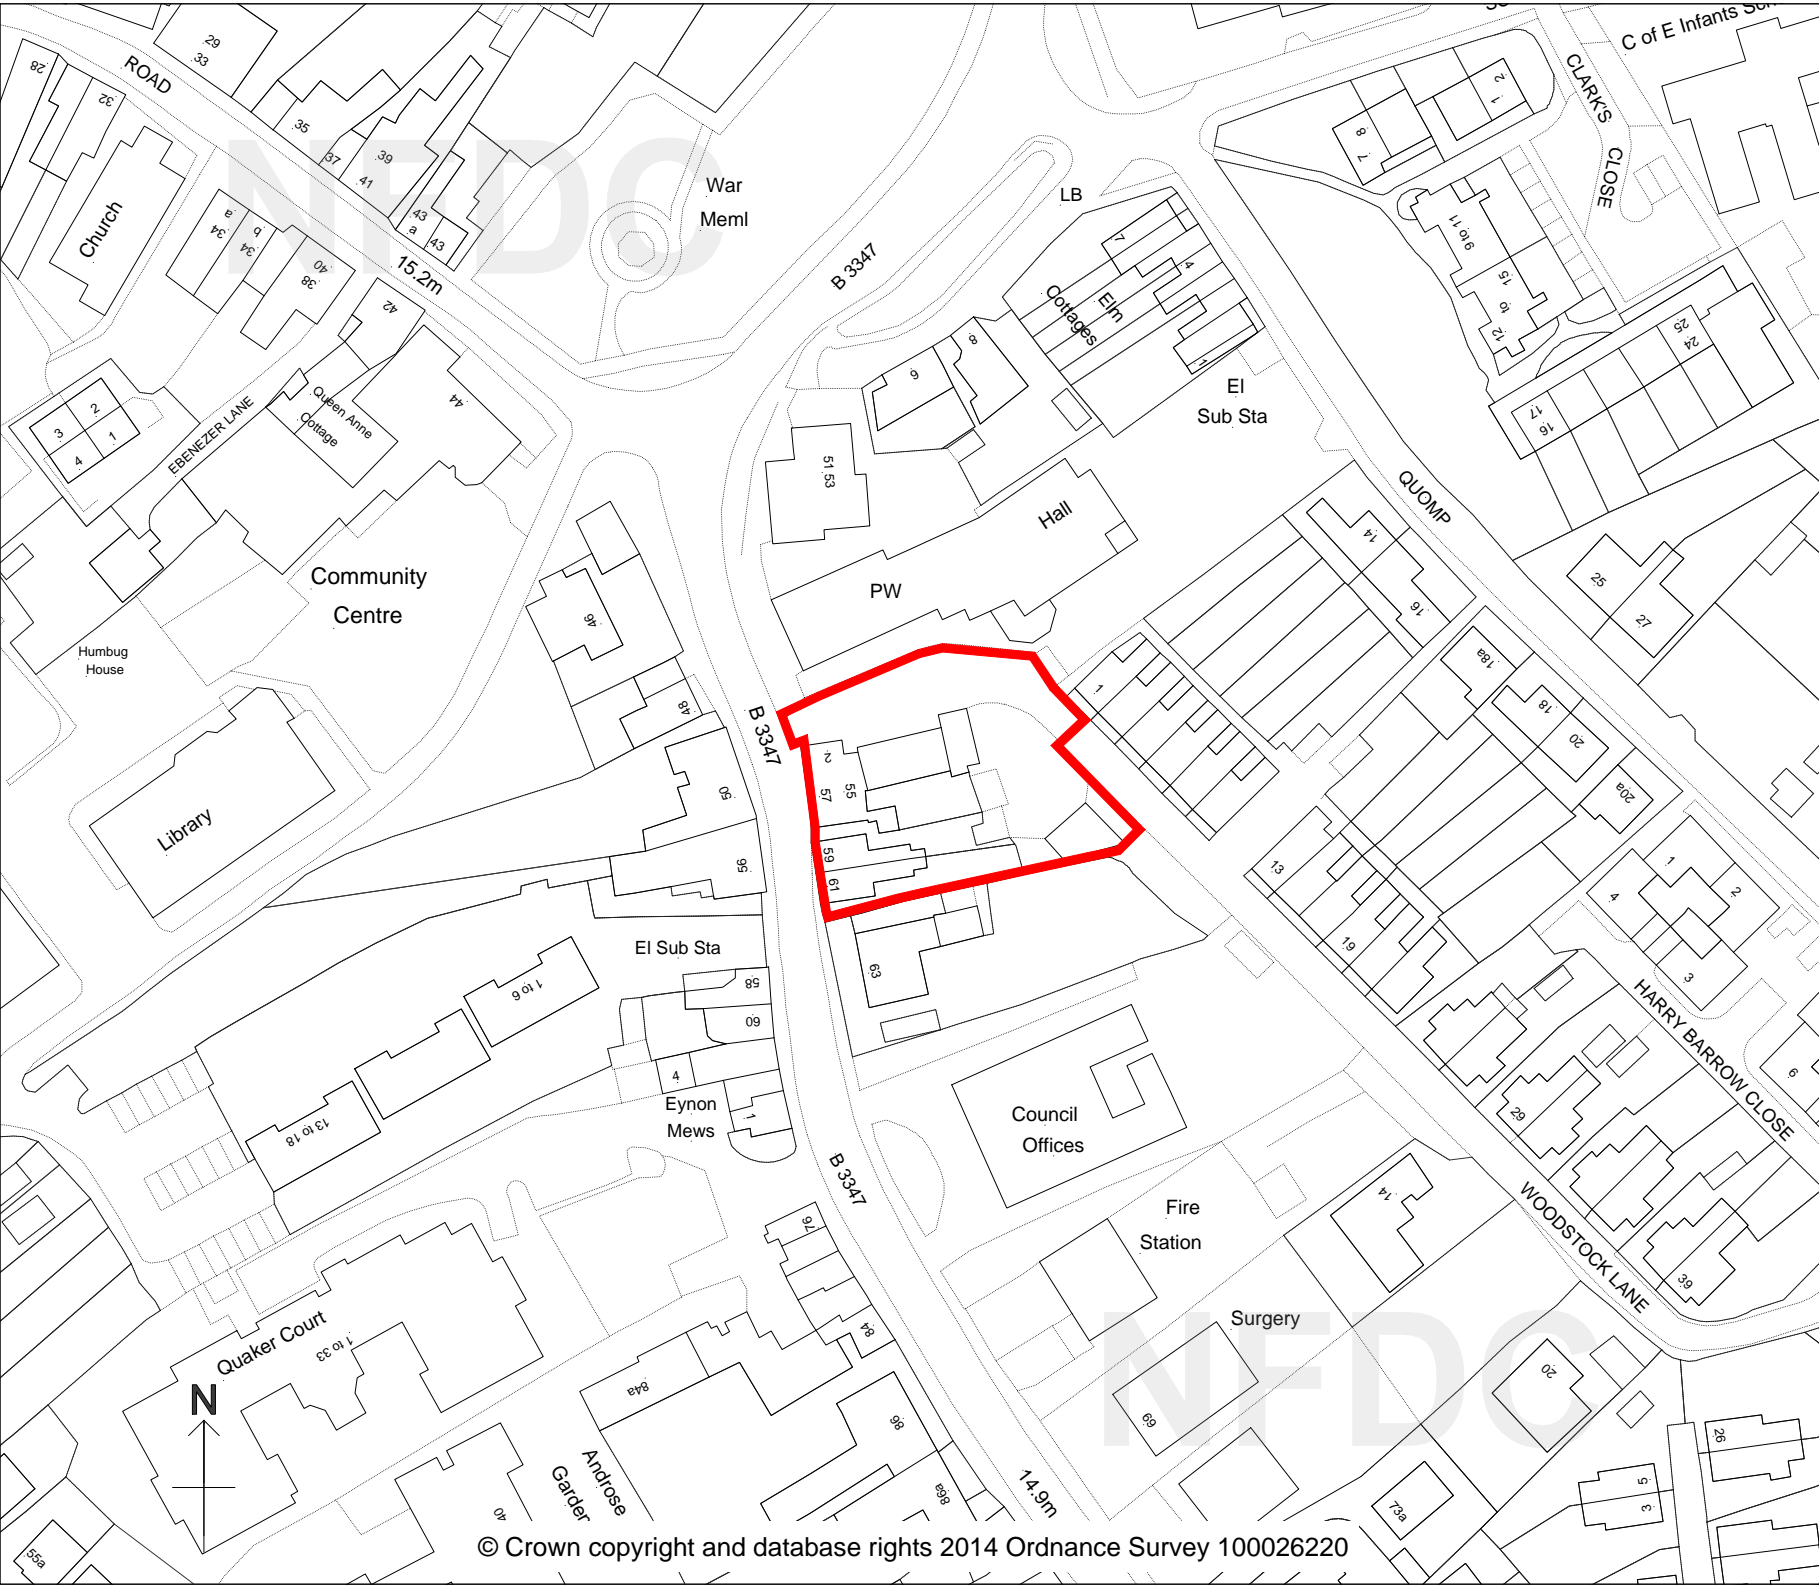 C of E Infants
CLARK'S
CLOSE
29
33
28
ROAD
32
35
37
39
41
43
a
43
Church
34
a
34
b
40
38
15.2m
42
War
Meml
LB
B 3347
2
1
8
7
9 to 11
12 to 15
25
24
17
16
7
4
Elm
Cottages
1
8
6
El
Sub Sta
44
Queen Anne
Cottage
EBENEZER LANE
3
2
4
1
51.53
Hall
PW
QUOMP
14
16
25
27
Community
Centre
Humbug
House
46
48
18a
18
20
20a
1
B 3347
2
57
55
59
61
50
56
Library
13
19
1
2
4
3
El Sub Sta
63
58
60
4
Eynon
Mews
1
1 to 6
13 to 18
Council
Offices
HARRY BARROW CLOSE
6
29
39
B 3347
Fire
Station
14
WOODSTOCK LANE
Surgery
69
20
26
5
3
73a
76
84
84a
86
86a
Quaker Court
1 to 33
N
40
Androse
Garden
14.9m
55a
NFDC
NFDC
© Crown copyright and database rights 2014 Ordnance Survey 100026220